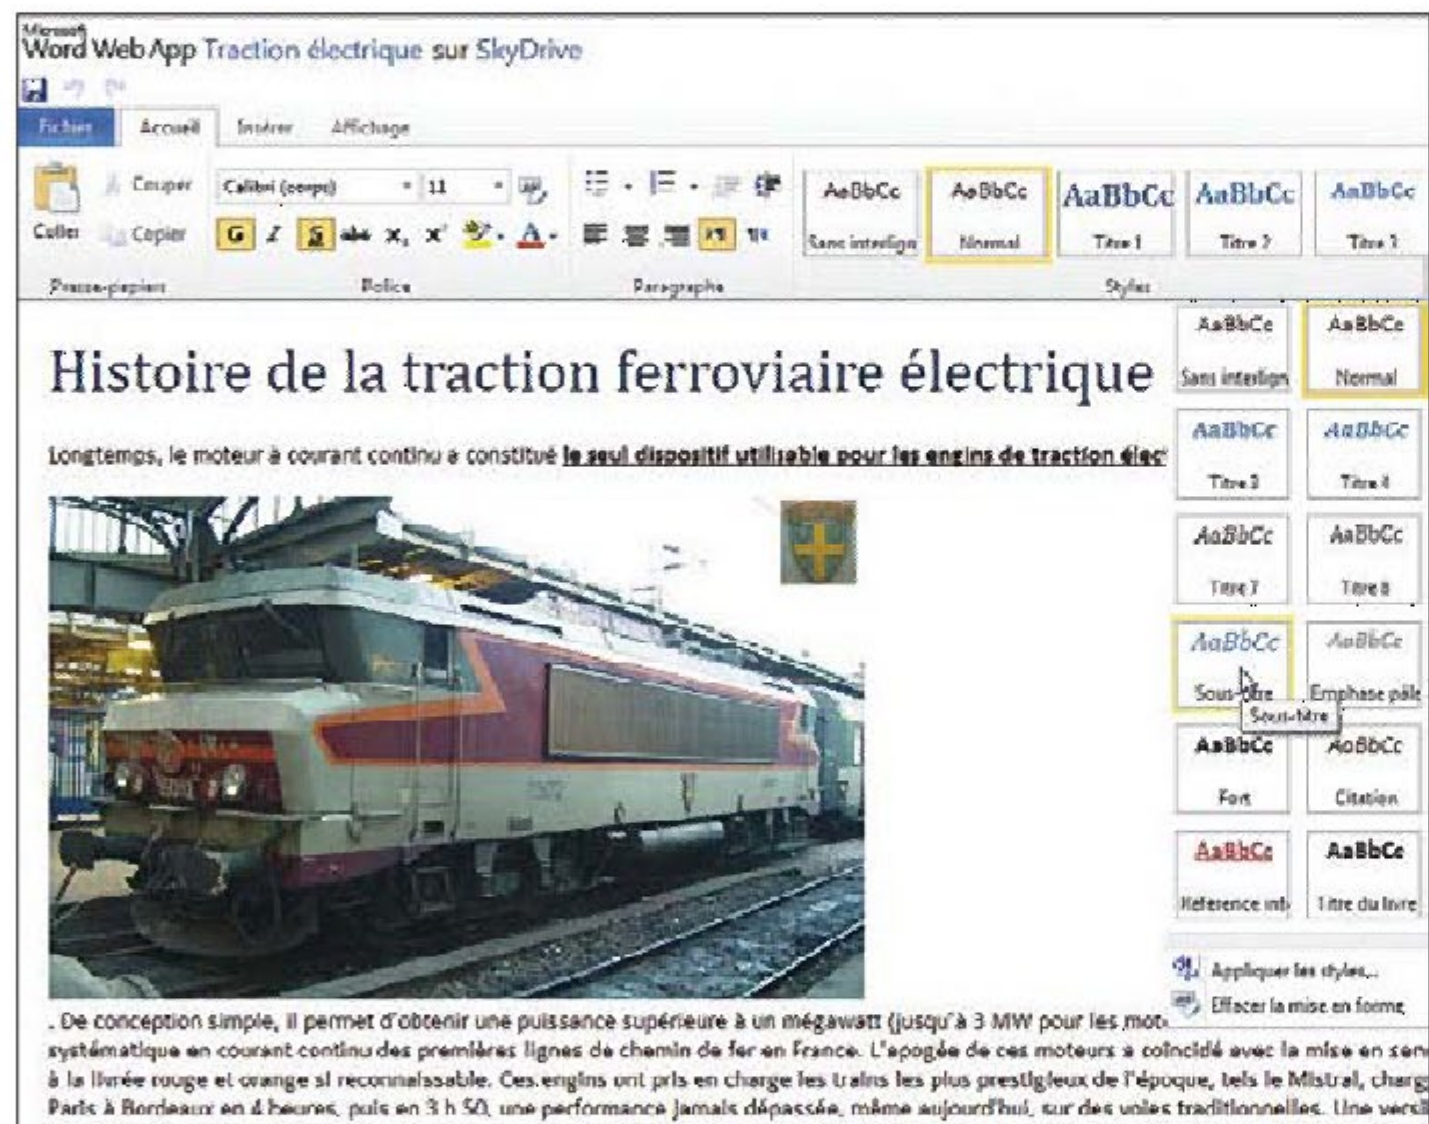 Microsoft
Word Web App Traction électrique sur SkyDrive
Fichier Accueil Insérer Affichage
Couper Calibri (corps) 11 AaBbCc AaBbCc AaBbCc AaBbCc AaBbCc
Coller Copier G I S abc x, x' A Sans interlign Normal Titre 1 Titre 2 Titre 3
Presse-papiers Police Paragraphe Styles
AaBbCc AaBbCc
Sans interlign Normal
Histoire de la traction ferroviaire électrique
AaBbCc AaBbCc
Longtemps, le moteur à courant continu a constitué le seul dispositif utilisable pour les engins de traction élec
Titre 3 Titre 4
AaBbCc AaBbCc
Titre 7 Titre 8
AaBbCc AaBbCc
Sous-titre Emphase pâle
Sous-titre
AaBbCc AaBbCc
Fort Citation
AaBbCc AaBbCc
Référence int Titre du livre
Appliquer les styles...
Effacer la mise en forme
. De conception simple, il permet d'obtenir une puissance supérieure à un mégawatt (jusqu'à 3 MW pour les mot
systématique en courant continu des premières lignes de chemin de fer en France. L'apogée de ces moteurs a coïncidé avec la mise en serv
à la livrée rouge et orange si reconnaissable. Ces engins ont pris en charge les trains les plus prestigieux de l'époque, tels le Mistral, charg
Paris à Bordeaux en 4 heures, puis en 3 h 50, une performance jamais dépassée, même aujourd'hui, sur des voies traditionnelles. Une versi